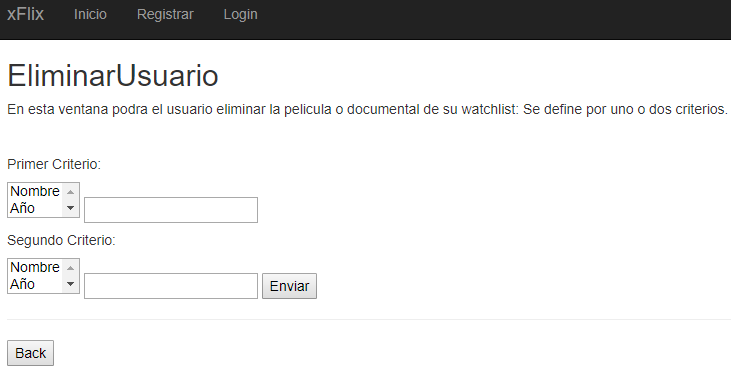 xFlix Inicio Registrar Login
EliminarUsuario
En esta ventana podra el usuario eliminar la pelicula o documental de su watchlist: Se define por uno o dos criterios.
Primer Criterio:
Nombre
Año
Segundo Criterio:
Nombre
Año
Enviar
Back